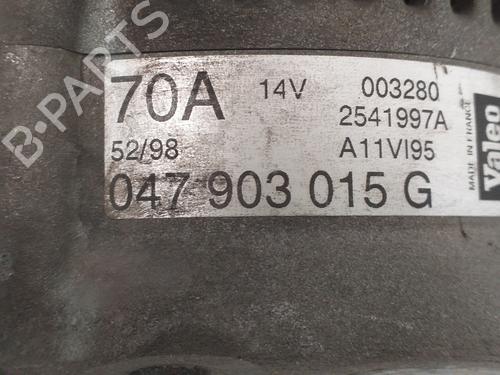 70A 14V 003280
2541997A
52/98 A11VI95
047 903 015 G
Valeo
MADE IN FRANCE
B-PARTS